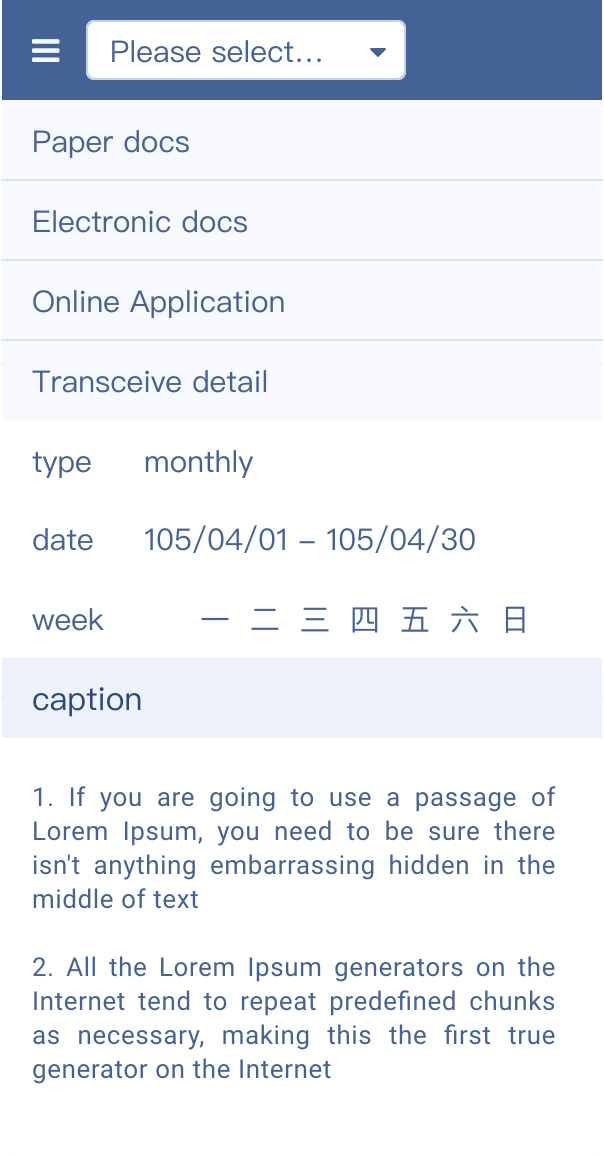 Please select...
Paper docs
Electronic docs
Online Application
Transceive detail
type monthly
date 105/04/01 – 105/04/30
week 一 二 三 四 五 六 日
caption
1. If you are going to use a passage of
Lorem Ipsum, you need to be sure there
isn't anything embarrassing hidden in the
middle of text
2. All the Lorem Ipsum generators on the
Internet tend to repeat predefined chunks
as necessary, making this the first true
generator on the Internet